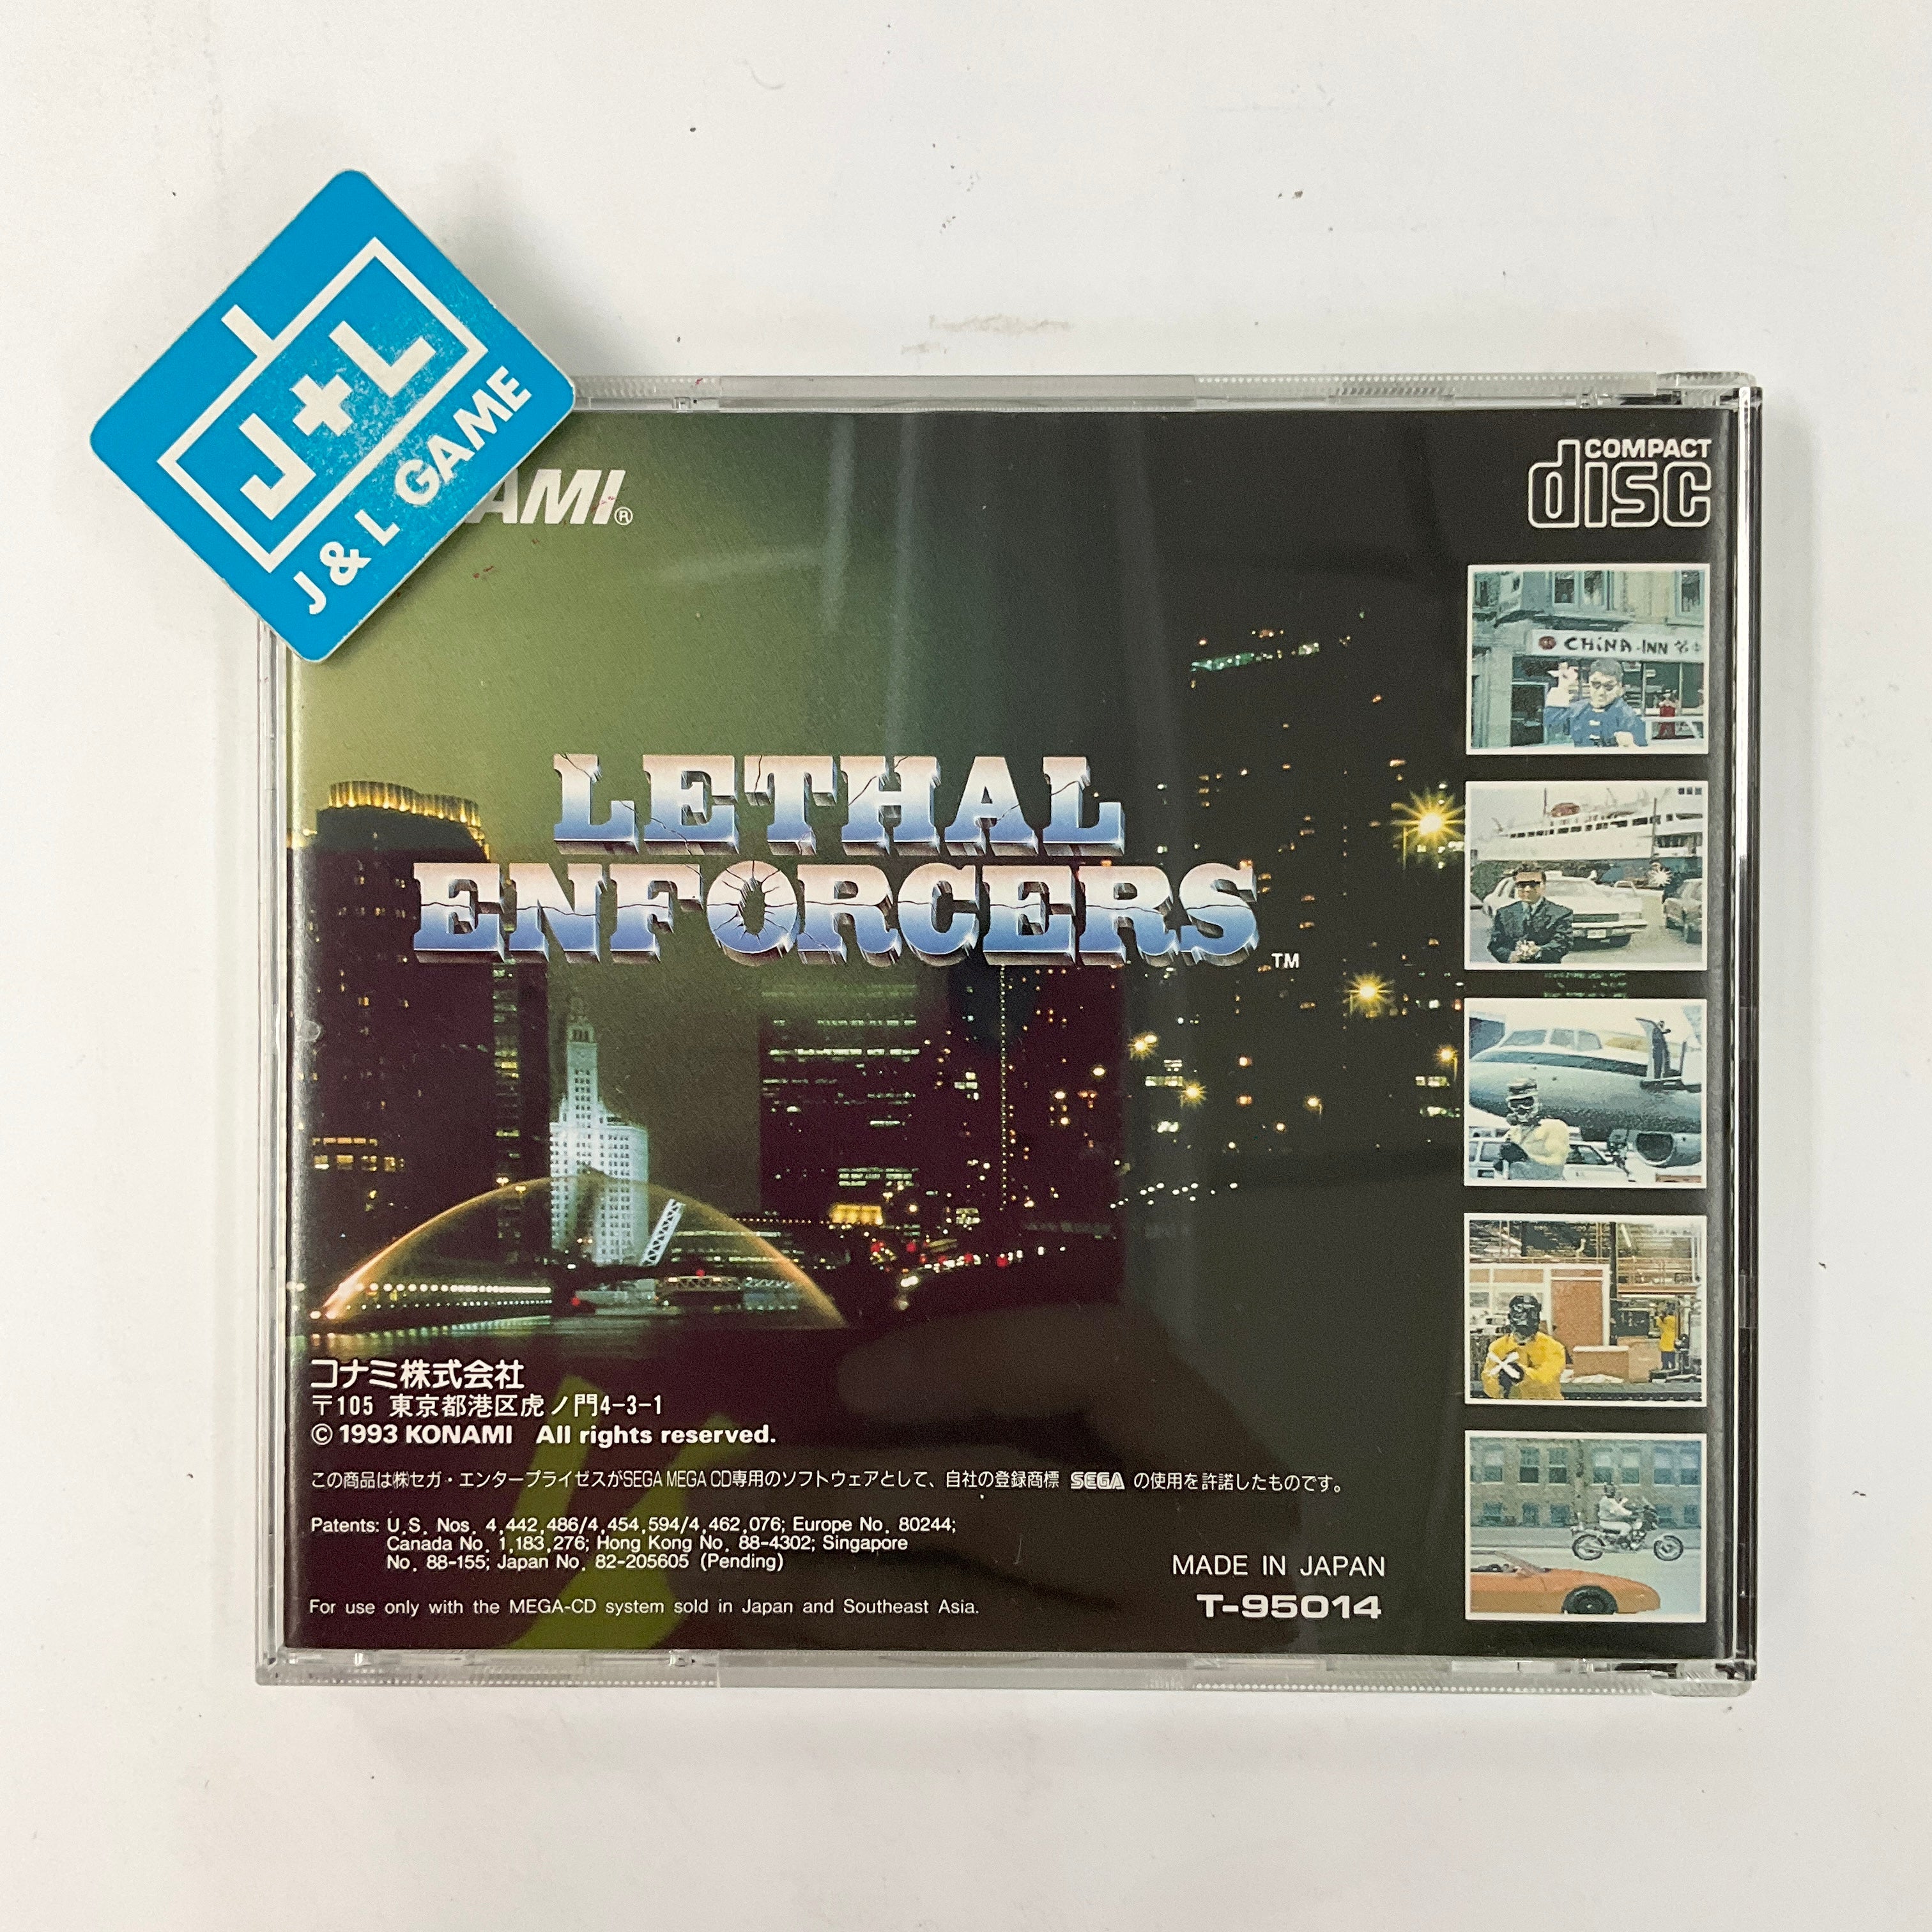 J+L
J & L GAME
AMI®
COMPACT
disc
CHINA-INN
LETHAL
ENFORCERS™
コナミ株式会社
〒105 東京都港区虎ノ門4-3-1
© 1993 KONAMI All rights reserved.
この商品は㈱セガ・エンタープライゼスがSEGA MEGA CD専用のソフトウェアとして、自社の登録商標 SEGA の使用を許諾したものです。
Patents: U.S. Nos. 4,442,486/4,454,594/4,462,076; Europe No. 80244;
Canada No. 1,183,276; Hong Kong No. 88-4302; Singapore
No. 88-155; Japan No. 82-205605 (Pending)
For use only with the MEGA-CD system sold in Japan and Southeast Asia.
MADE IN JAPAN
T-95014